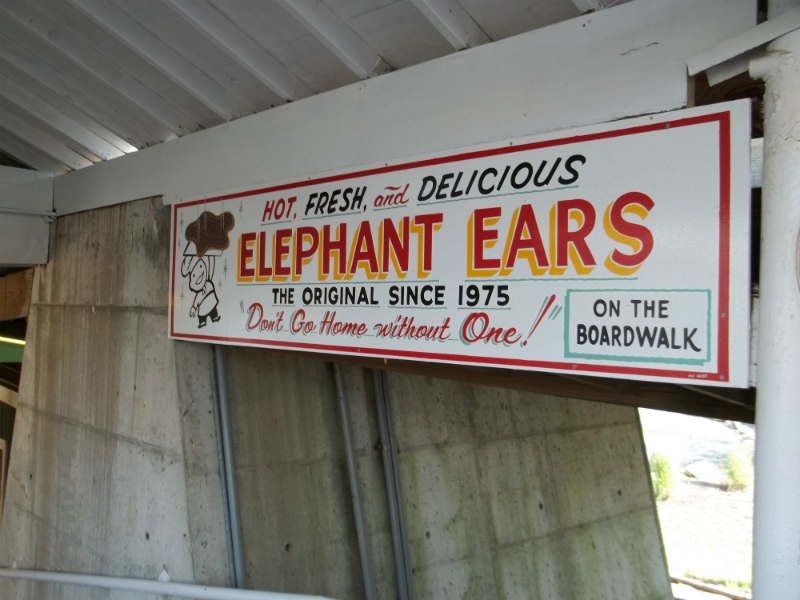 HOT, FRESH, and DELICIOUS
ELEPHANT EARS
THE ORIGINAL SINCE 1975
"Don't Go Home without One!"
ON THE
BOARDWALK